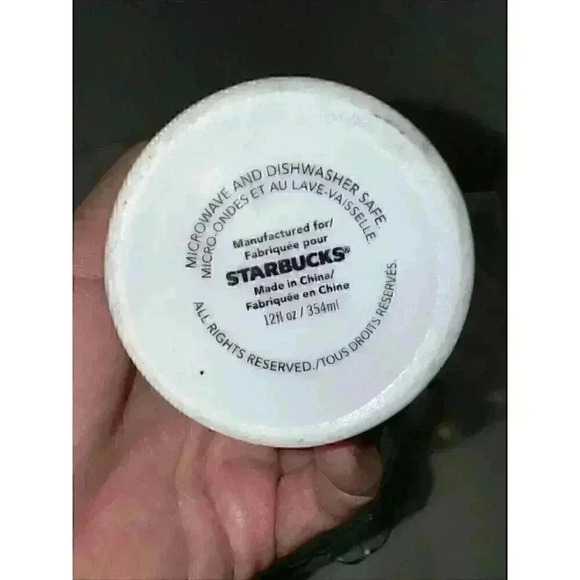 MICROWAVE AND DISHWASHER SAFE.
MICRO-ONDES ET AU LAVE-VAISSELLE.
Manufactured for/
Fabriquée pour
STARBUCKS®
Made in China/
Fabriquée en Chine
12fl oz / 354ml
ALL RIGHTS RESERVED./TOUS DROITS RÉSERVÉS.